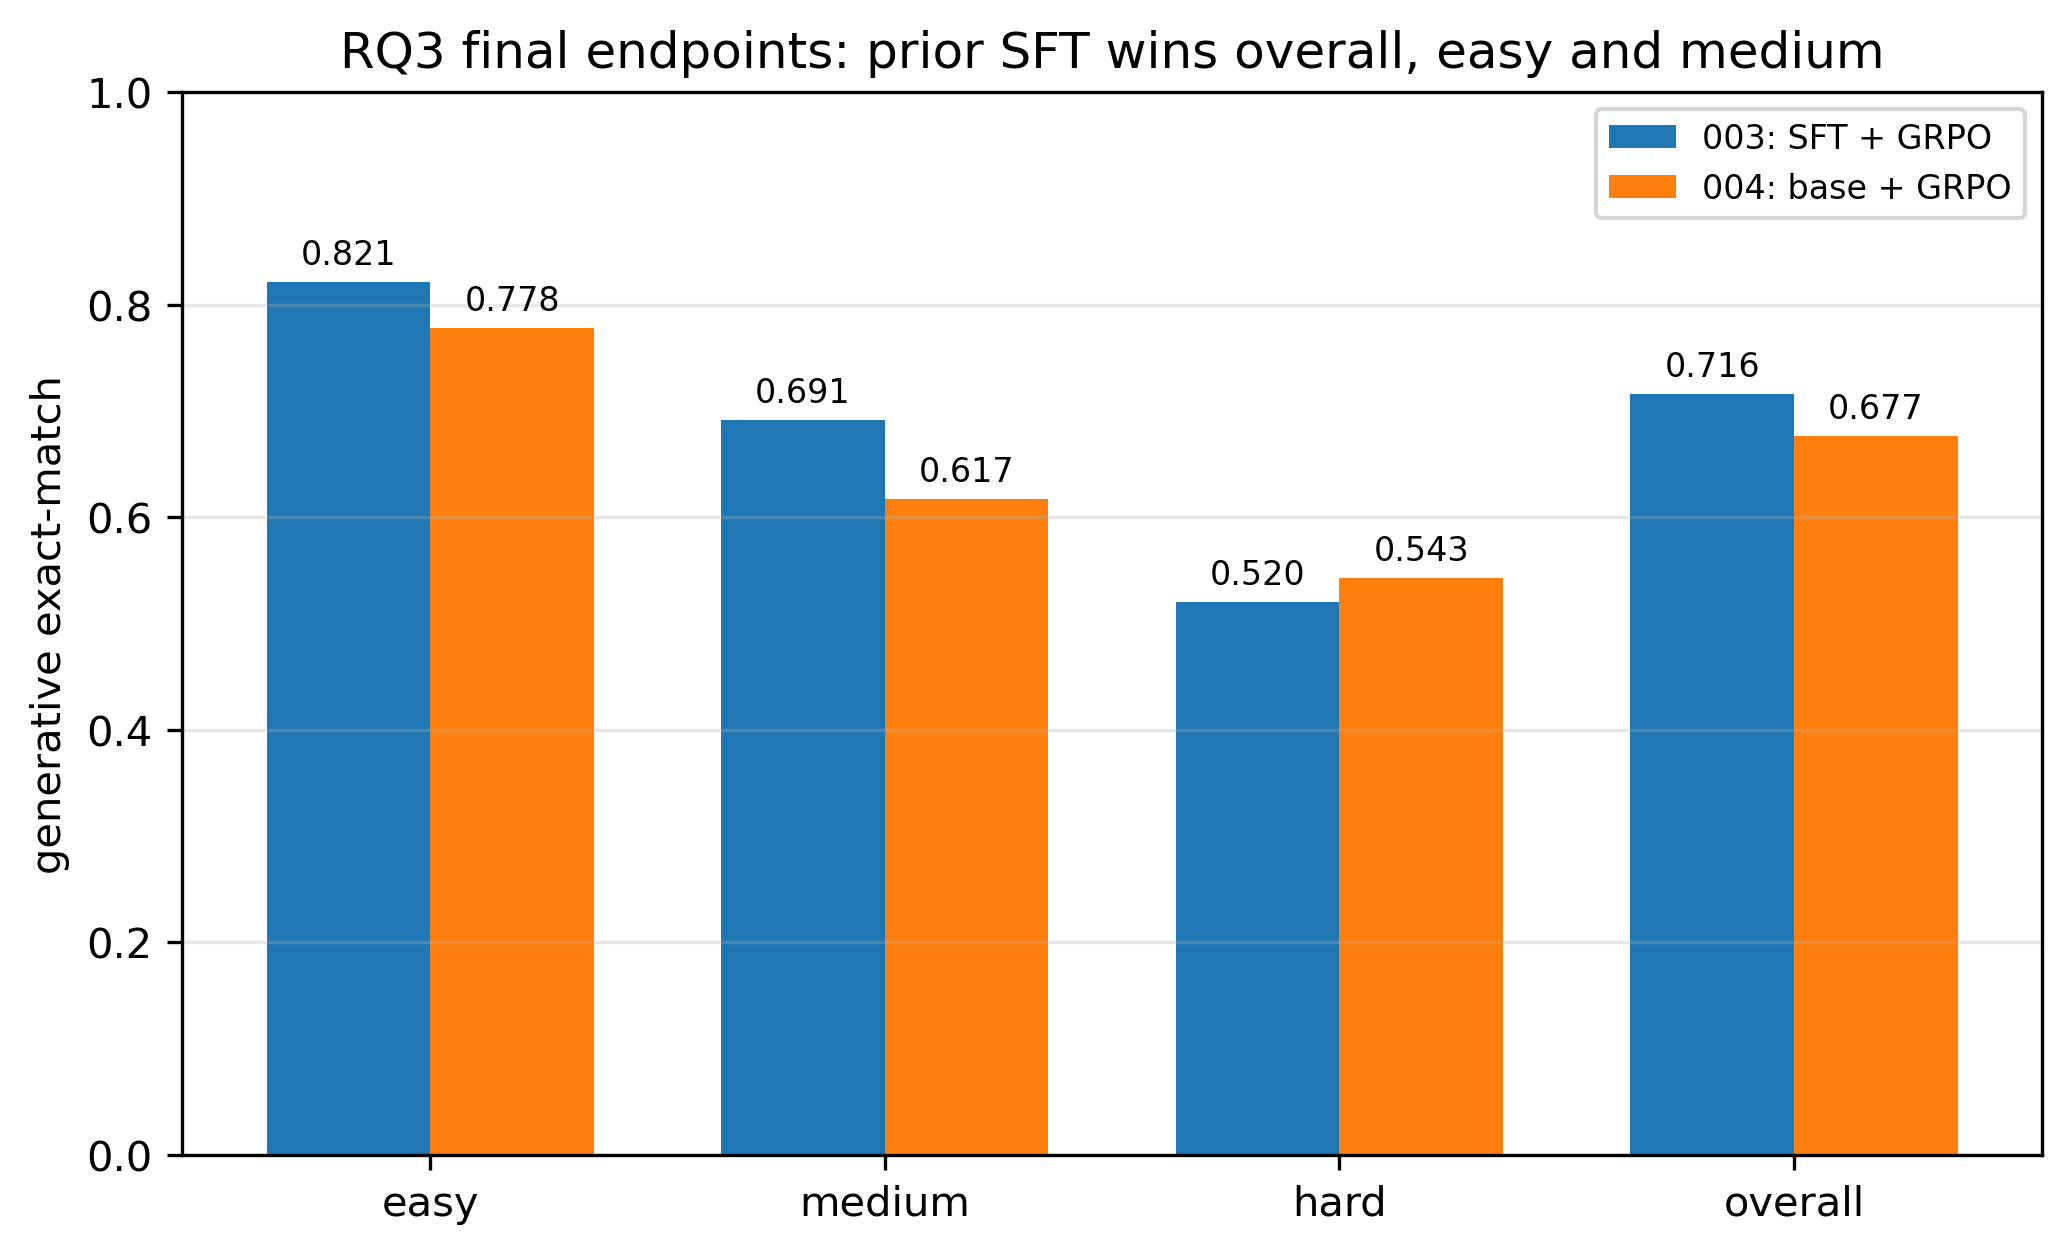 RQ3 final endpoints: prior SFT wins overall, easy and medium
1.0
0.8
0.6
0.4
0.2
0.0
generative exact-match
003: SFT + GRPO
004: base + GRPO
0.821
0.778
0.691
0.617
0.520
0.543
0.716
0.677
easy
medium
hard
overall